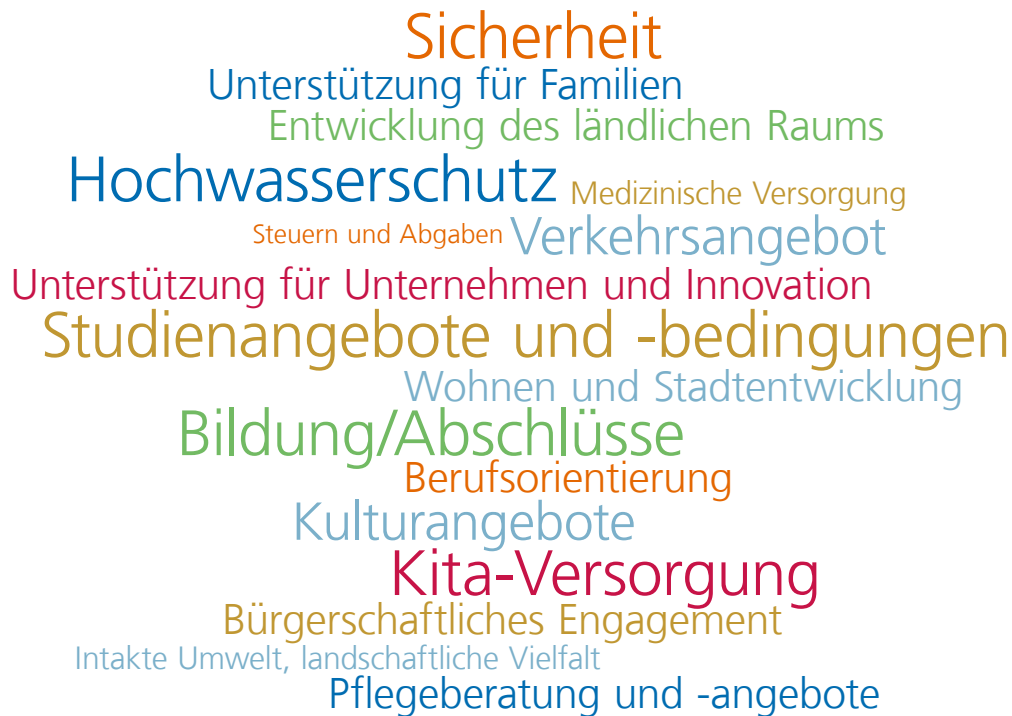 Sicherheit
Unterstützung für Familien
Entwicklung des ländlichen Raums
Hochwasserschutz Medizinische Versorgung
Steuern und Abgaben Verkehrsangebot
Unterstützung für Unternehmen und Innovation
Studienangebote und -bedingungen
Wohnen und Stadtentwicklung
Bildung/Abschlüsse
Berufsorientierung
Kulturangebote
Kita-Versorgung
Bürgerschaftliches Engagement
Intakte Umwelt, landschaftliche Vielfalt
Pflegeberatung und -angebote